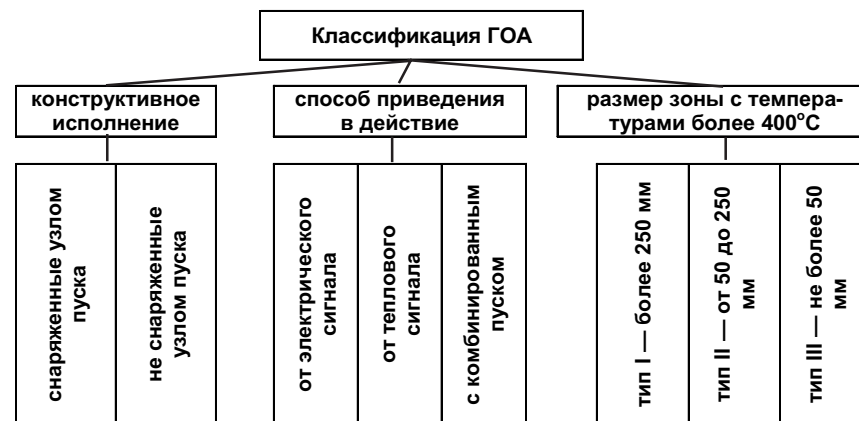 Классификация ГОА
конструктивное
исполнение
способ приведения
в действие
размер зоны с темпера-
турами более 400°С
снаряженные узлом
пуска
не снаряженные
узлом пуска
от электрического
сигнала
от теплового
сигнала
с комбинированным
пуском
тип I — более 250 мм
тип II — от 50 до 250
мм
тип III — не более 50
мм